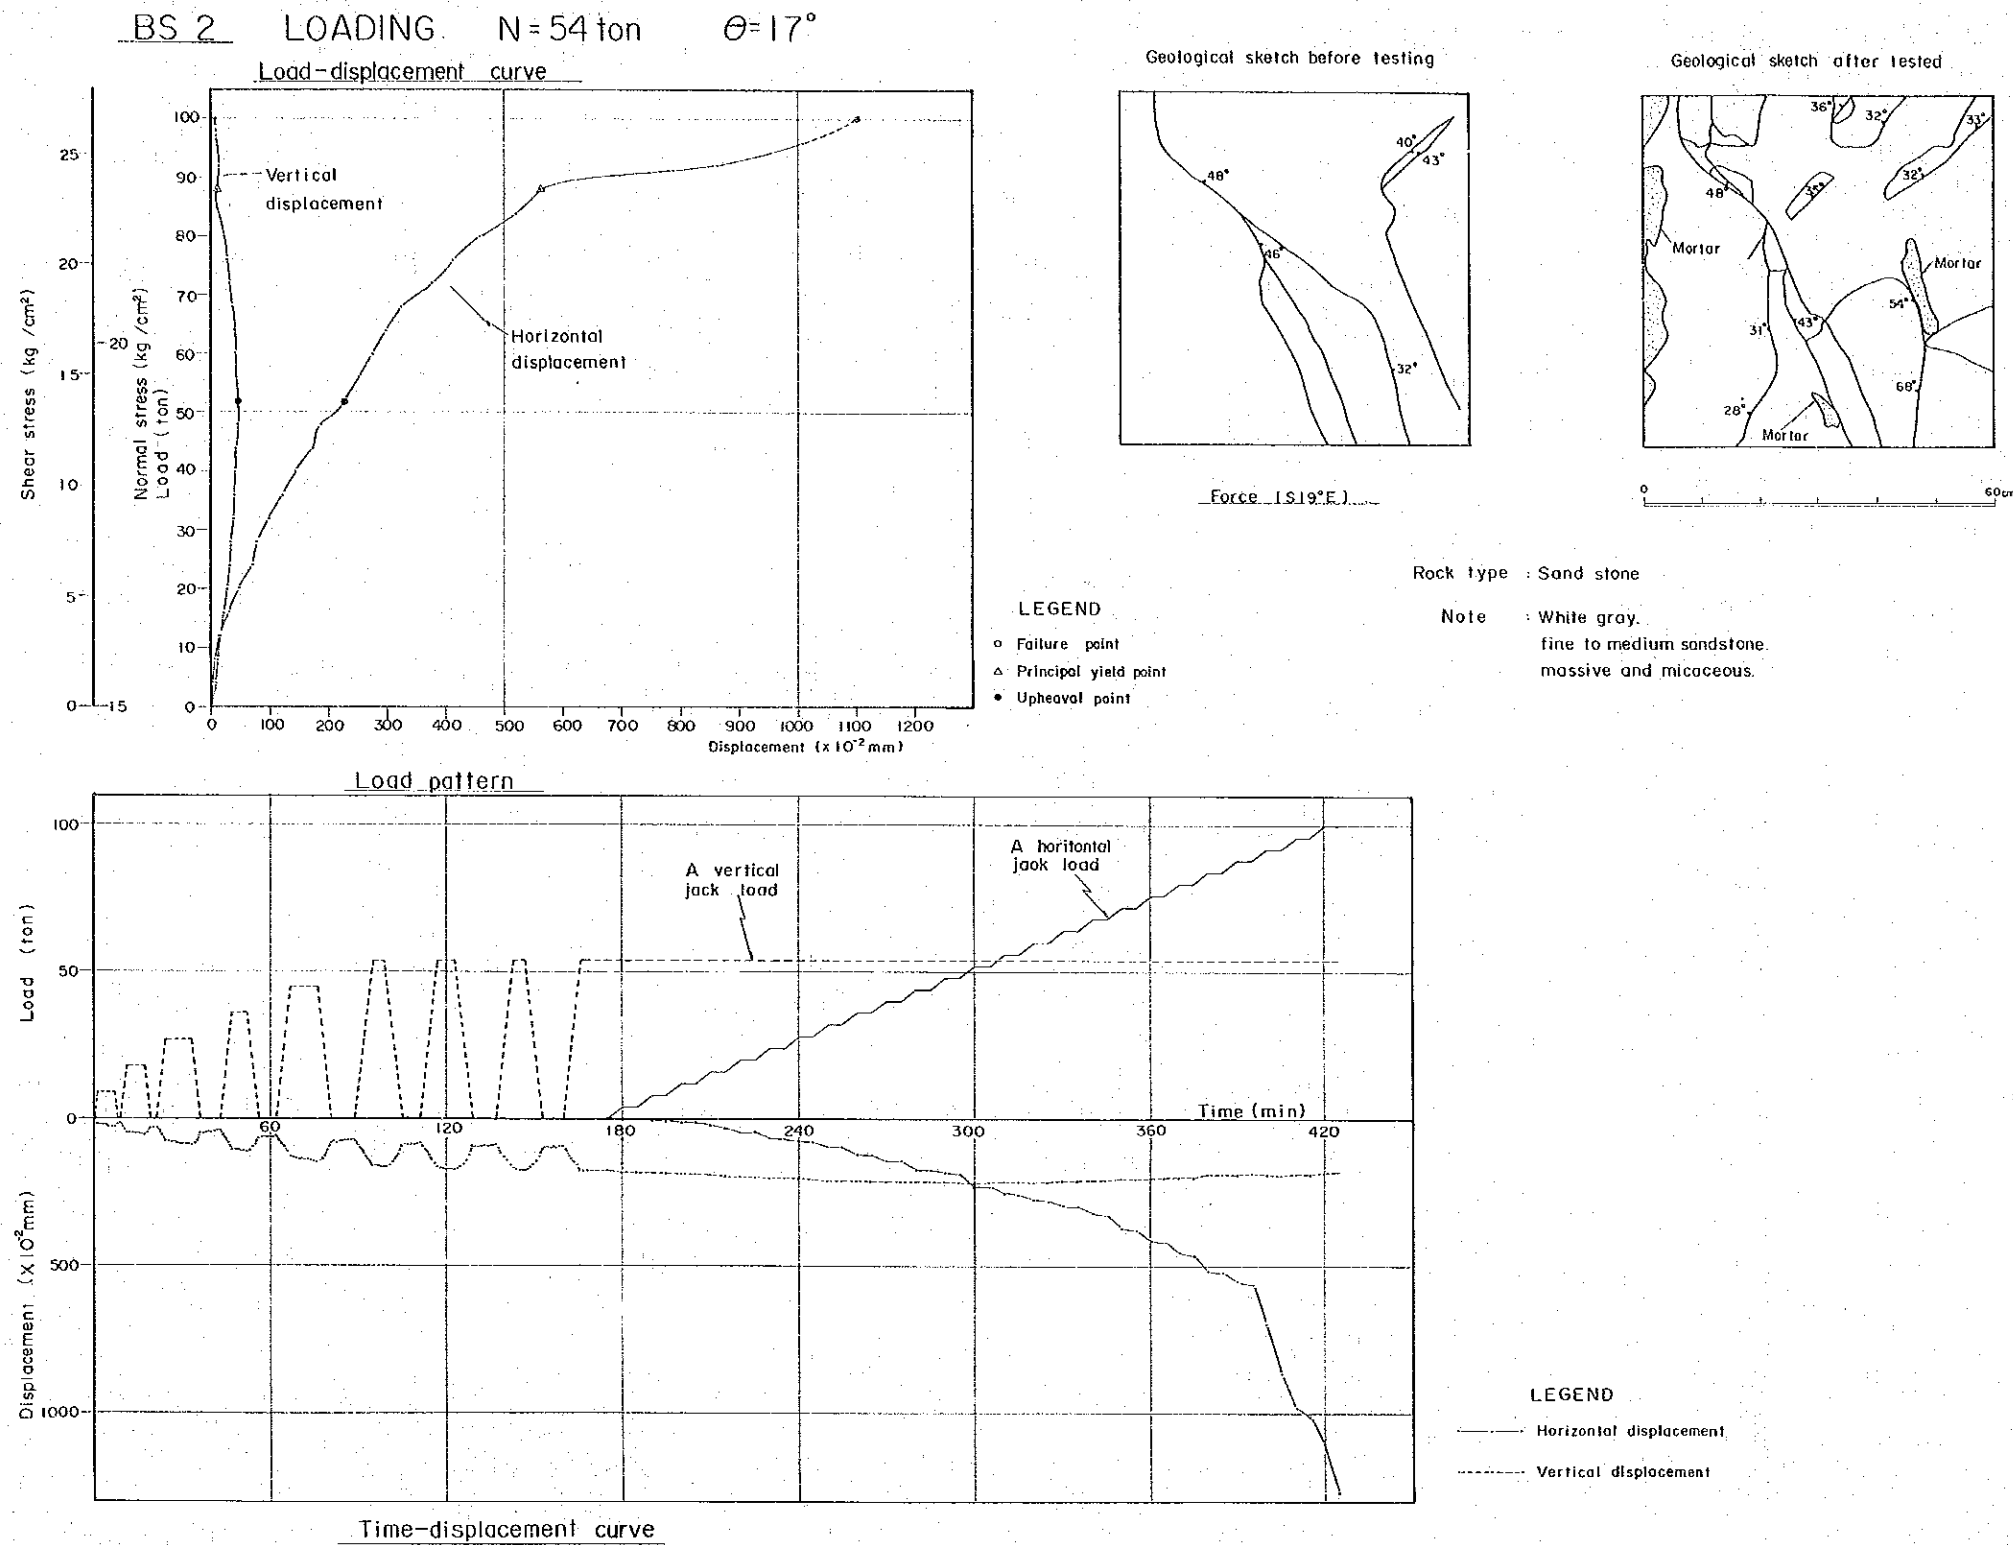 BS 2 LOADING. N = 54 ton θ=17°
Load-displacement curve
Shear stress (kg /cm²)
25
20
15
10
5
0
20
15
Normal stress (kg /cm²)
Load (ton)
100
90
80
70
60
50
40
30
20
10
0
Vertical
displacement
Horizontal
displacement
0 100 200 300 400 500 600 700 800 900 1000 1100 1200
Displacement (x 10⁻² mm)
LEGEND
Failure point
Principal yield point
Upheaval point
Geological sketch before testing
48°
46°
40°
43°
32°
Force (S19°E)
Geological sketch after tested
36°
32°
33°
48°
35°
32°
Mortar
Mortar
54°
31°
43°
68°
28°
Mortar
0 60cm
Rock type : Sand stone
Note : White gray.
fine to medium sandstone.
massive and micaceous.
Load pattern
Load (ton)
100
50
0
A vertical
jack load
A horitontal
jaok load
Time (min)
60 120 180 240 300 360 420
Displacement (X 10⁻² mm)
500
1000
LEGEND
Horizontal displacement
Vertical displacement
Time-displacement curve